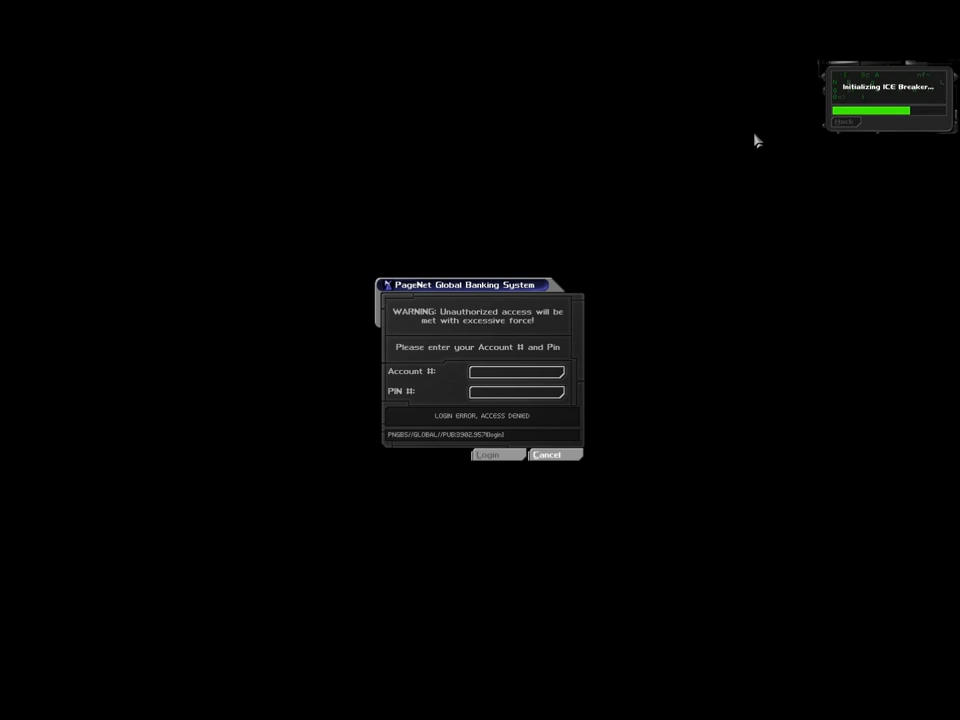 Initializing ICE Breaker...
Hack
PageNet Global Banking System
WARNING: Unauthorized access will be
met with excessive force!
Please enter your Account # and Pin
Account #:
PIN #:
LOGIN ERROR, ACCESS DENIED
Login
Cancel